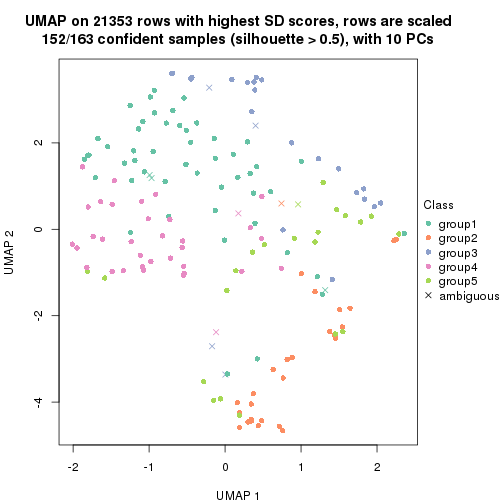 UMAP on 21353 rows with highest SD scores, rows are scaled
152/163 confident samples (silhouette > 0.5), with 10 PCs
UMAP 2
2
0
-2
-4
-2
-1
0
1
2
UMAP 1
Class
group1
group2
group3
group4
group5
ambiguous